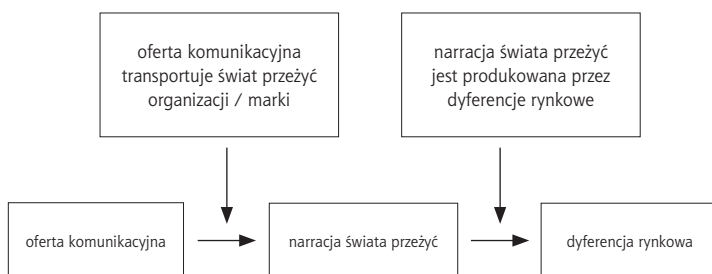 oferta komunikacyjna
transportuje świat przeżyć
organizacji / marki
narracja świata przeżyć
jest produkowana przez
dyferencje rynkowe
oferta komunikacyjna
narracja świata przeżyć
dyferencja rynkowa